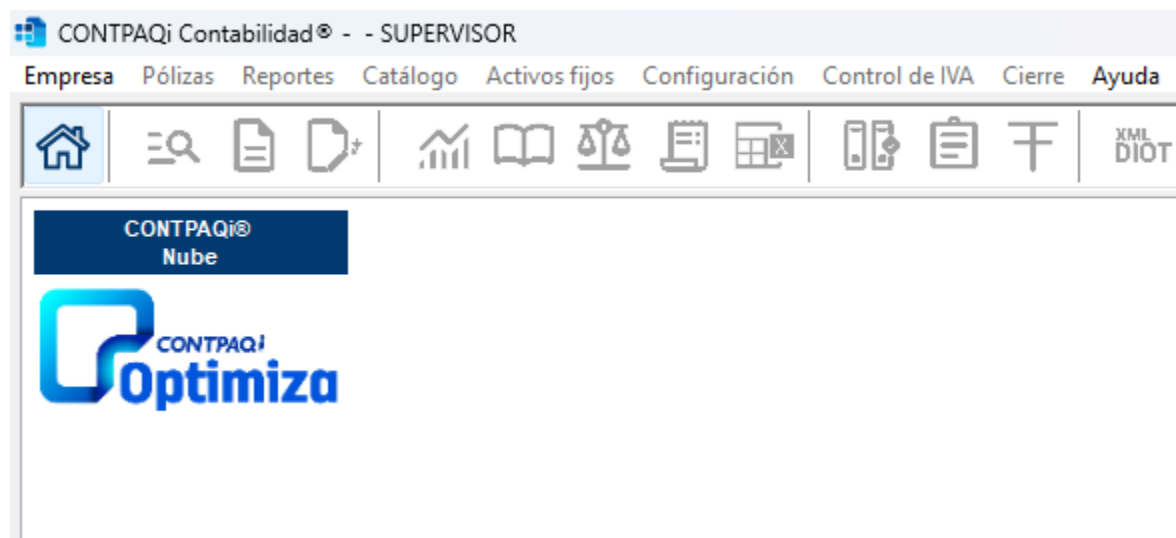 CONTPAQi Contabilidad® - - SUPERVISOR
Empresa Pólizas Reportes Catálogo Activos fijos Configuración Control de IVA Cierre Ayuda
X
XML
DIOT
CONTPAQi®
Nube
CONTPAQi
Optimiza